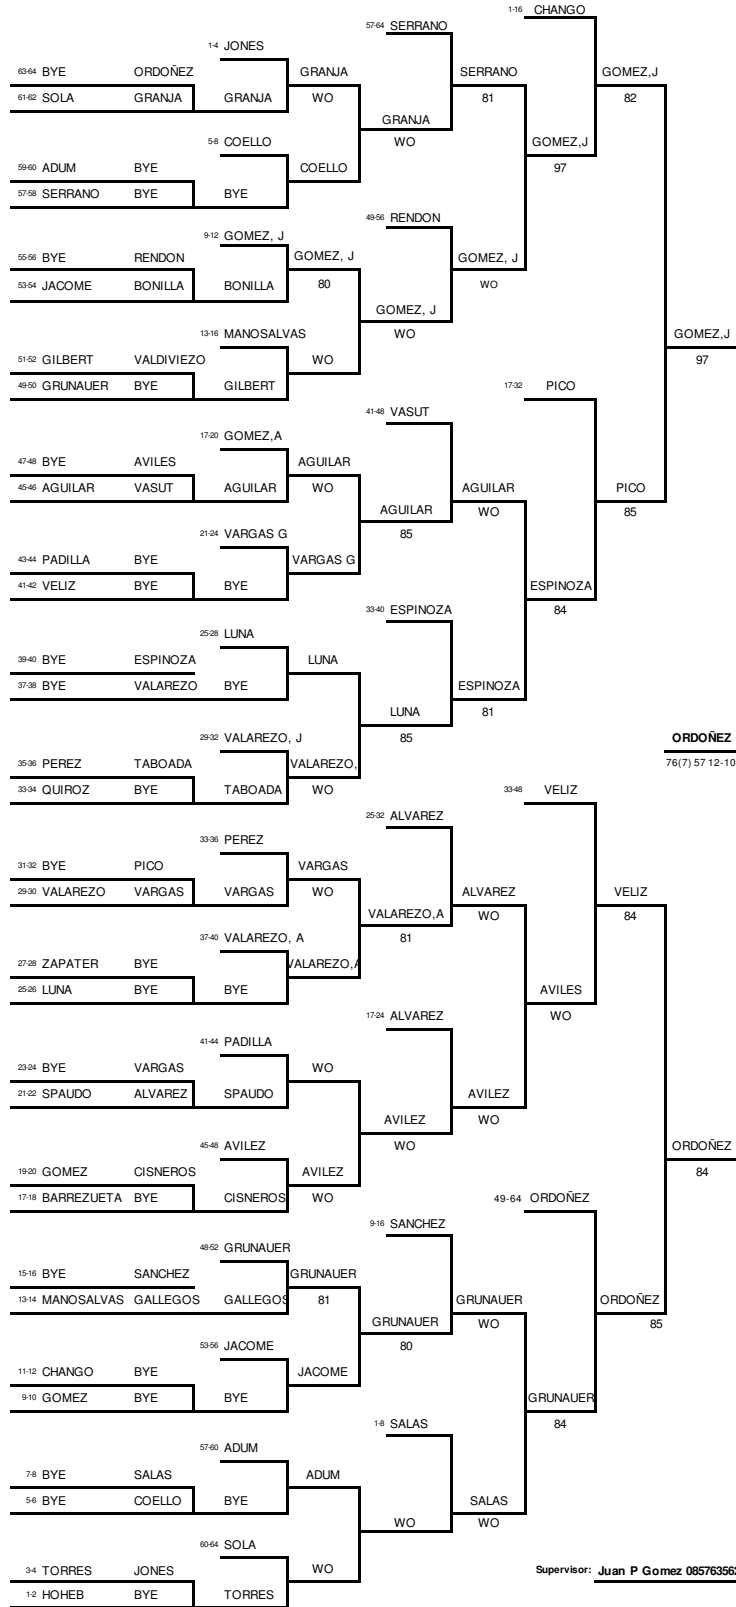 1-16 CHANGO
57-64 SERRANO
1-4 JONES
63-64 BYE ORDOÑEZ GRANJA SERRANO GOMEZ,J
61-62 SOLA GRANJA GRANJA WO 81 82
GRANJA
5-8 COELLO WO GOMEZ,J
59-60 ADUM BYE COELLO 97
57-58 SERRANO BYE BYE
49-56 RENDON
9-12 GOMEZ, J
55-56 BYE RENDON GOMEZ, J GOMEZ, J
53-54 JACOME BONILLA BONILLA 80 WO
GOMEZ, J
13-16 MANOSALVAS WO GOMEZ,J
51-52 GILBERT VALDIVIEZO WO 97
49-50 GRUNAUER BYE GILBERT 17-32 PICO
41-48 VASUT
17-20 GOMEZ,A
47-48 BYE AVILES AGUILAR
45-46 AGUILAR VASUT AGUILAR WO AGUILAR PICO
AGUILAR WO 85
21-24 VARGAS G 85
43-44 PADILLA BYE VARGAS G
41-42 VELIZ BYE BYE ESPINOZA
33-40 ESPINOZA 84
25-28 LUNA
39-40 BYE ESPINOZA LUNA
37-38 BYE VALAREZO BYE ESPINOZA
LUNA 81
29-32 VALAREZO, J 85 ORDOÑEZ
35-36 PEREZ TABOADA VALAREZO, 76(7) 57 12-10
33-34 QUIROZ BYE TABOADA WO 33-48 VELIZ
25-32 ALVAREZ
33-36 PEREZ
31-32 BYE PICO VARGAS
29-30 VALAREZO VARGAS VARGAS WO ALVAREZ VELIZ
VALAREZO,A WO 84
37-40 VALAREZO, A 81
27-28 ZAPATER BYE VALAREZO,A
25-26 LUNA BYE BYE AVILES
17-24 ALVAREZ WO
41-44 PADILLA
23-24 BYE VARGAS WO
21-22 SPAUDO ALVAREZ SPAUDO AVILEZ
AVILEZ WO
45-48 AVILEZ WO ORDOÑEZ
19-20 GOMEZ CISNEROS AVILEZ 84
17-18 BARREZUETA BYE CISNEROS WO 49-64 ORDOÑEZ
9-16 SANCHEZ
48-52 GRUNAUER
15-16 BYE SANCHEZ GRUNAUER
13-14 MANOSALVAS GALLEGOS GALLEGOS 81 GRUNAUER ORDOÑEZ
GRUNAUER WO 85
53-56 JACOME 80
11-12 CHANGO BYE JACOME
9-10 GOMEZ BYE BYE GRUNAUER
1-8 SALAS 84
57-60 ADUM
7-8 BYE SALAS ADUM
5-6 BYE COELLO BYE SALAS
WO WO
60-64 SOLA
3-4 TORRES JONES WO Supervisor: Juan P Gomez 08576356
1-2 HOHEB BYE TORRES